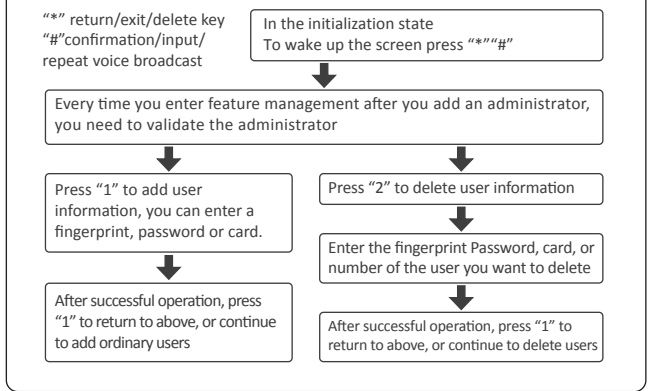 “*” return/exit/delete key
“#”confirmation/input/
repeat voice broadcast
In the initialization state
To wake up the screen press “*”“#”
Every time you enter feature management after you add an administrator,
you need to validate the administrator
Press “1” to add user
information, you can enter a
fingerprint, password or card.
After successful operation, press
“1” to return to above, or continue
to add ordinary users
Press “2” to delete user information
Enter the fingerprint Password, card, or
number of the user you want to delete
After successful operation, press “1” to
return to above, or continue to delete users